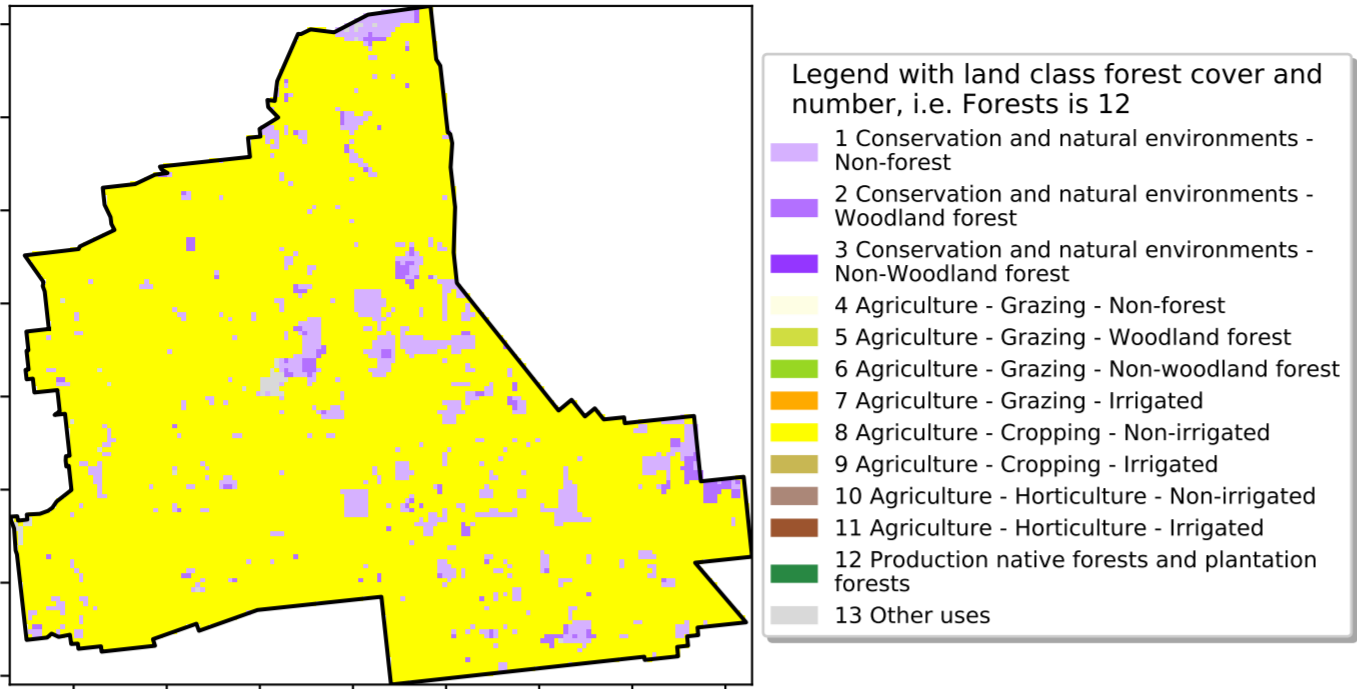 Legend with land class forest cover and
number, i.e. Forests is 12
1 Conservation and natural environments -
Non-forest
2 Conservation and natural environments -
Woodland forest
3 Conservation and natural environments -
Non-Woodland forest
4 Agriculture - Grazing - Non-forest
5 Agriculture - Grazing - Woodland forest
6 Agriculture - Grazing - Non-woodland forest
7 Agriculture - Grazing - Irrigated
8 Agriculture - Cropping - Non-irrigated
9 Agriculture - Cropping - Irrigated
10 Agriculture - Horticulture - Non-irrigated
11 Agriculture - Horticulture - Irrigated
12 Production native forests and plantation
forests
13 Other uses